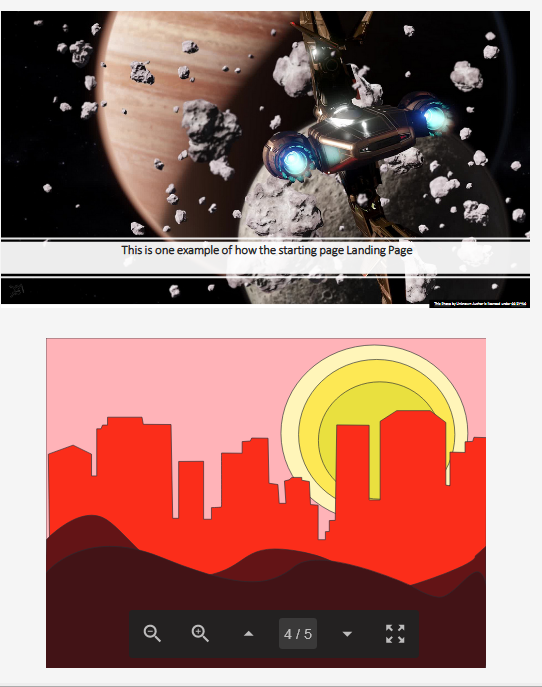 This is one example of how the starting page Landing Page
This Photo by Unknown Author is licensed under CC BY-NC
4 / 5